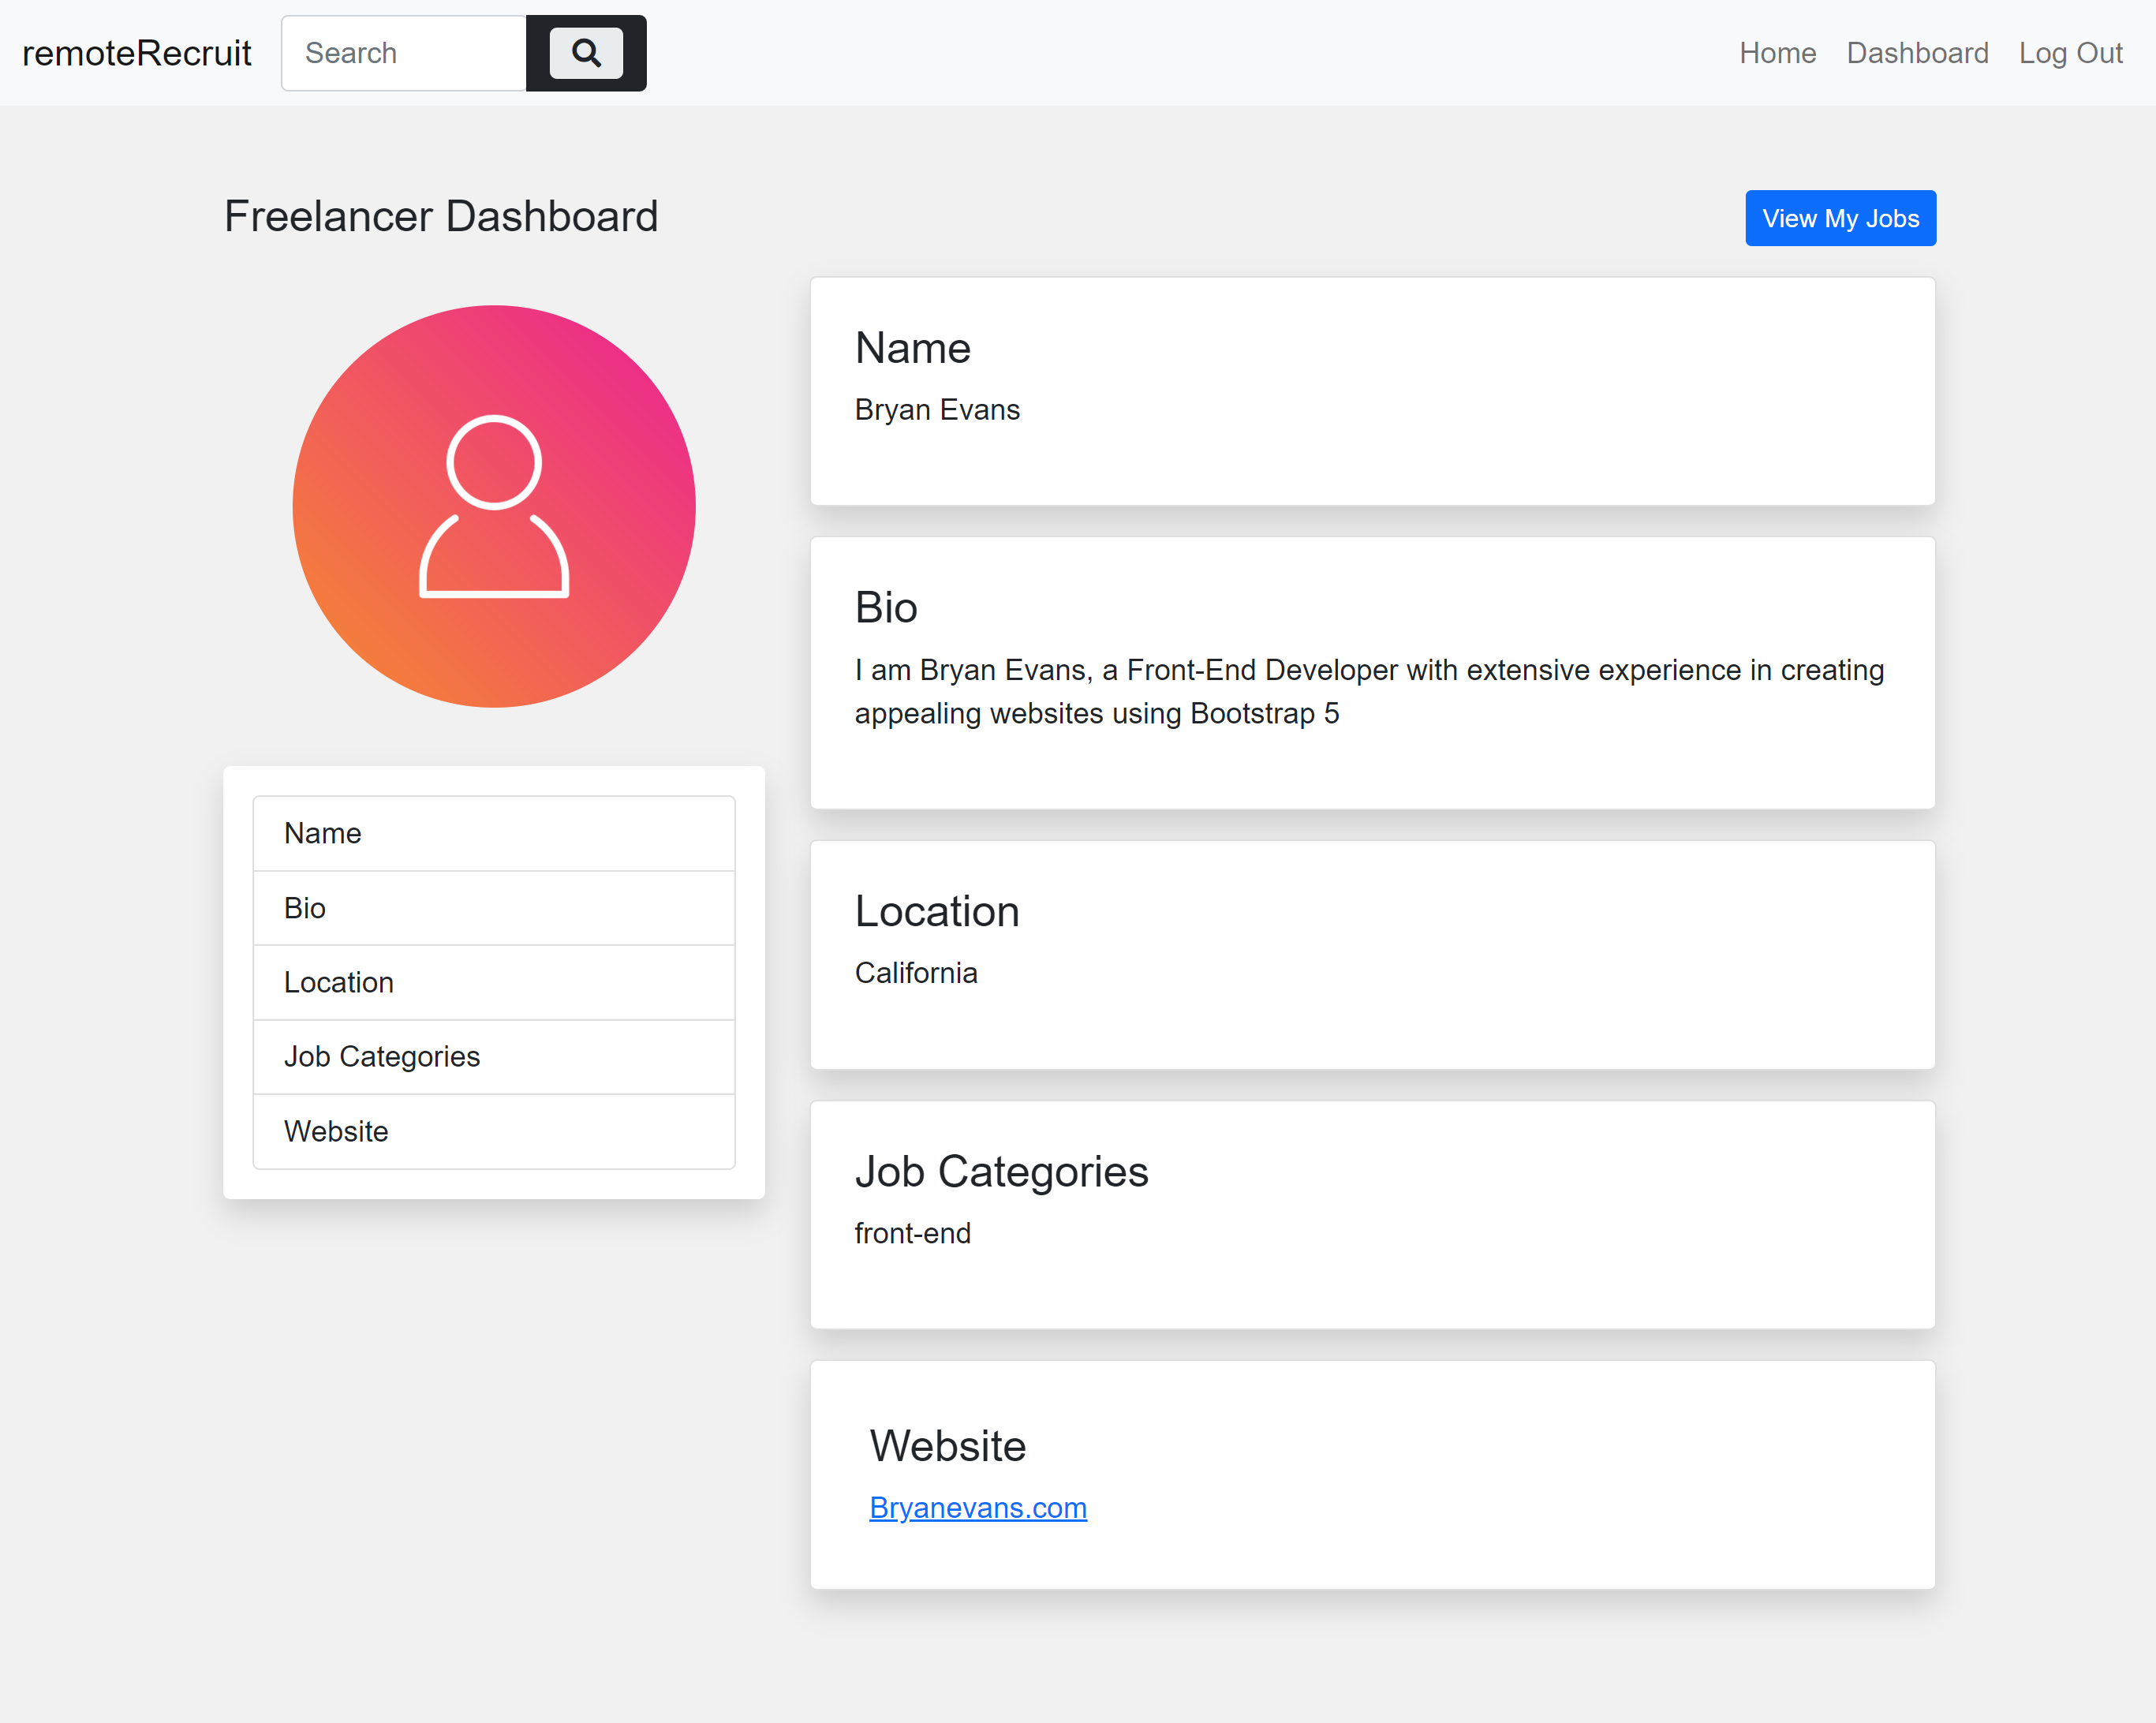 remoteRecruit
Search
Home
Dashboard
Log Out
Freelancer Dashboard
View My Jobs
Name
Bio
Location
Job Categories
Website
Name
Bryan Evans
Bio
I am Bryan Evans, a Front-End Developer with extensive experience in creating
appealing websites using Bootstrap 5
Location
California
Job Categories
front-end
Website
Bryanevans.com